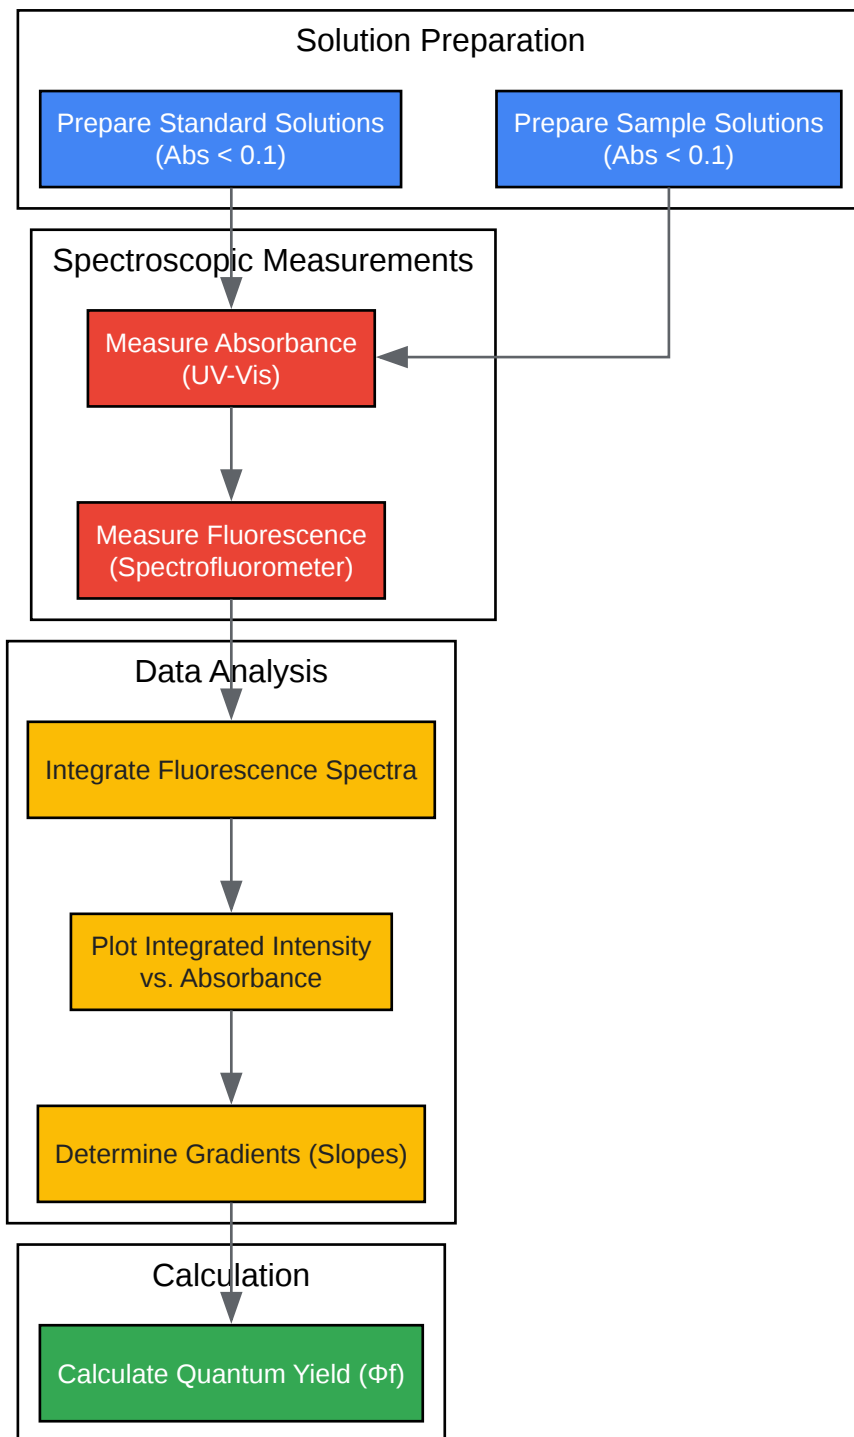 Solution Preparation
Prepare Standard Solutions
(Abs < 0.1)
Prepare Sample Solutions
(Abs < 0.1)
Spectroscopic Measurements
Measure Absorbance
(UV-Vis)
Measure Fluorescence
(Spectrofluorometer)
Data Analysis
Integrate Fluorescence Spectra
Plot Integrated Intensity
vs. Absorbance
Determine Gradients (Slopes)
Calculation
Calculate Quantum Yield (Φf)